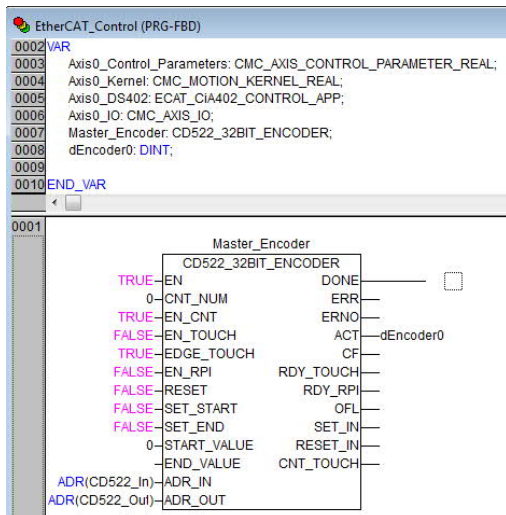 EtherCAT_Control (PRG-FBD)
0002 VAR
0003 Axis0_Control_Parameters: CMC_AXIS_CONTROL_PARAMETER_REAL;
0004 Axis0_Kernel: CMC_MOTION_KERNEL_REAL;
0005 Axis0_DS402: ECAT_CiA402_CONTROL_APP;
0006 Axis0_IO: CMC_AXIS_IO;
0007 Master_Encoder: CD522_32BIT_ENCODER;
0008 dEncoder0: DINT;
0009
0010 END_VAR
0001
Master_Encoder
CD522_32BIT_ENCODER
TRUE EN DONE
0 CNT_NUM ERR
TRUE EN_CNT ERNO
FALSE EN_TOUCH ACT dEncoder0
TRUE EDGE_TOUCH CF
FALSE EN_RPI RDY_TOUCH
FALSE RESET RDY_RPI
FALSE SET_START OFL
FALSE SET_END SET_IN
0 START_VALUE RESET_IN
END_VALUE CNT_TOUCH
ADR(CD522_In) ADR_IN
ADR(CD522_Out) ADR_OUT